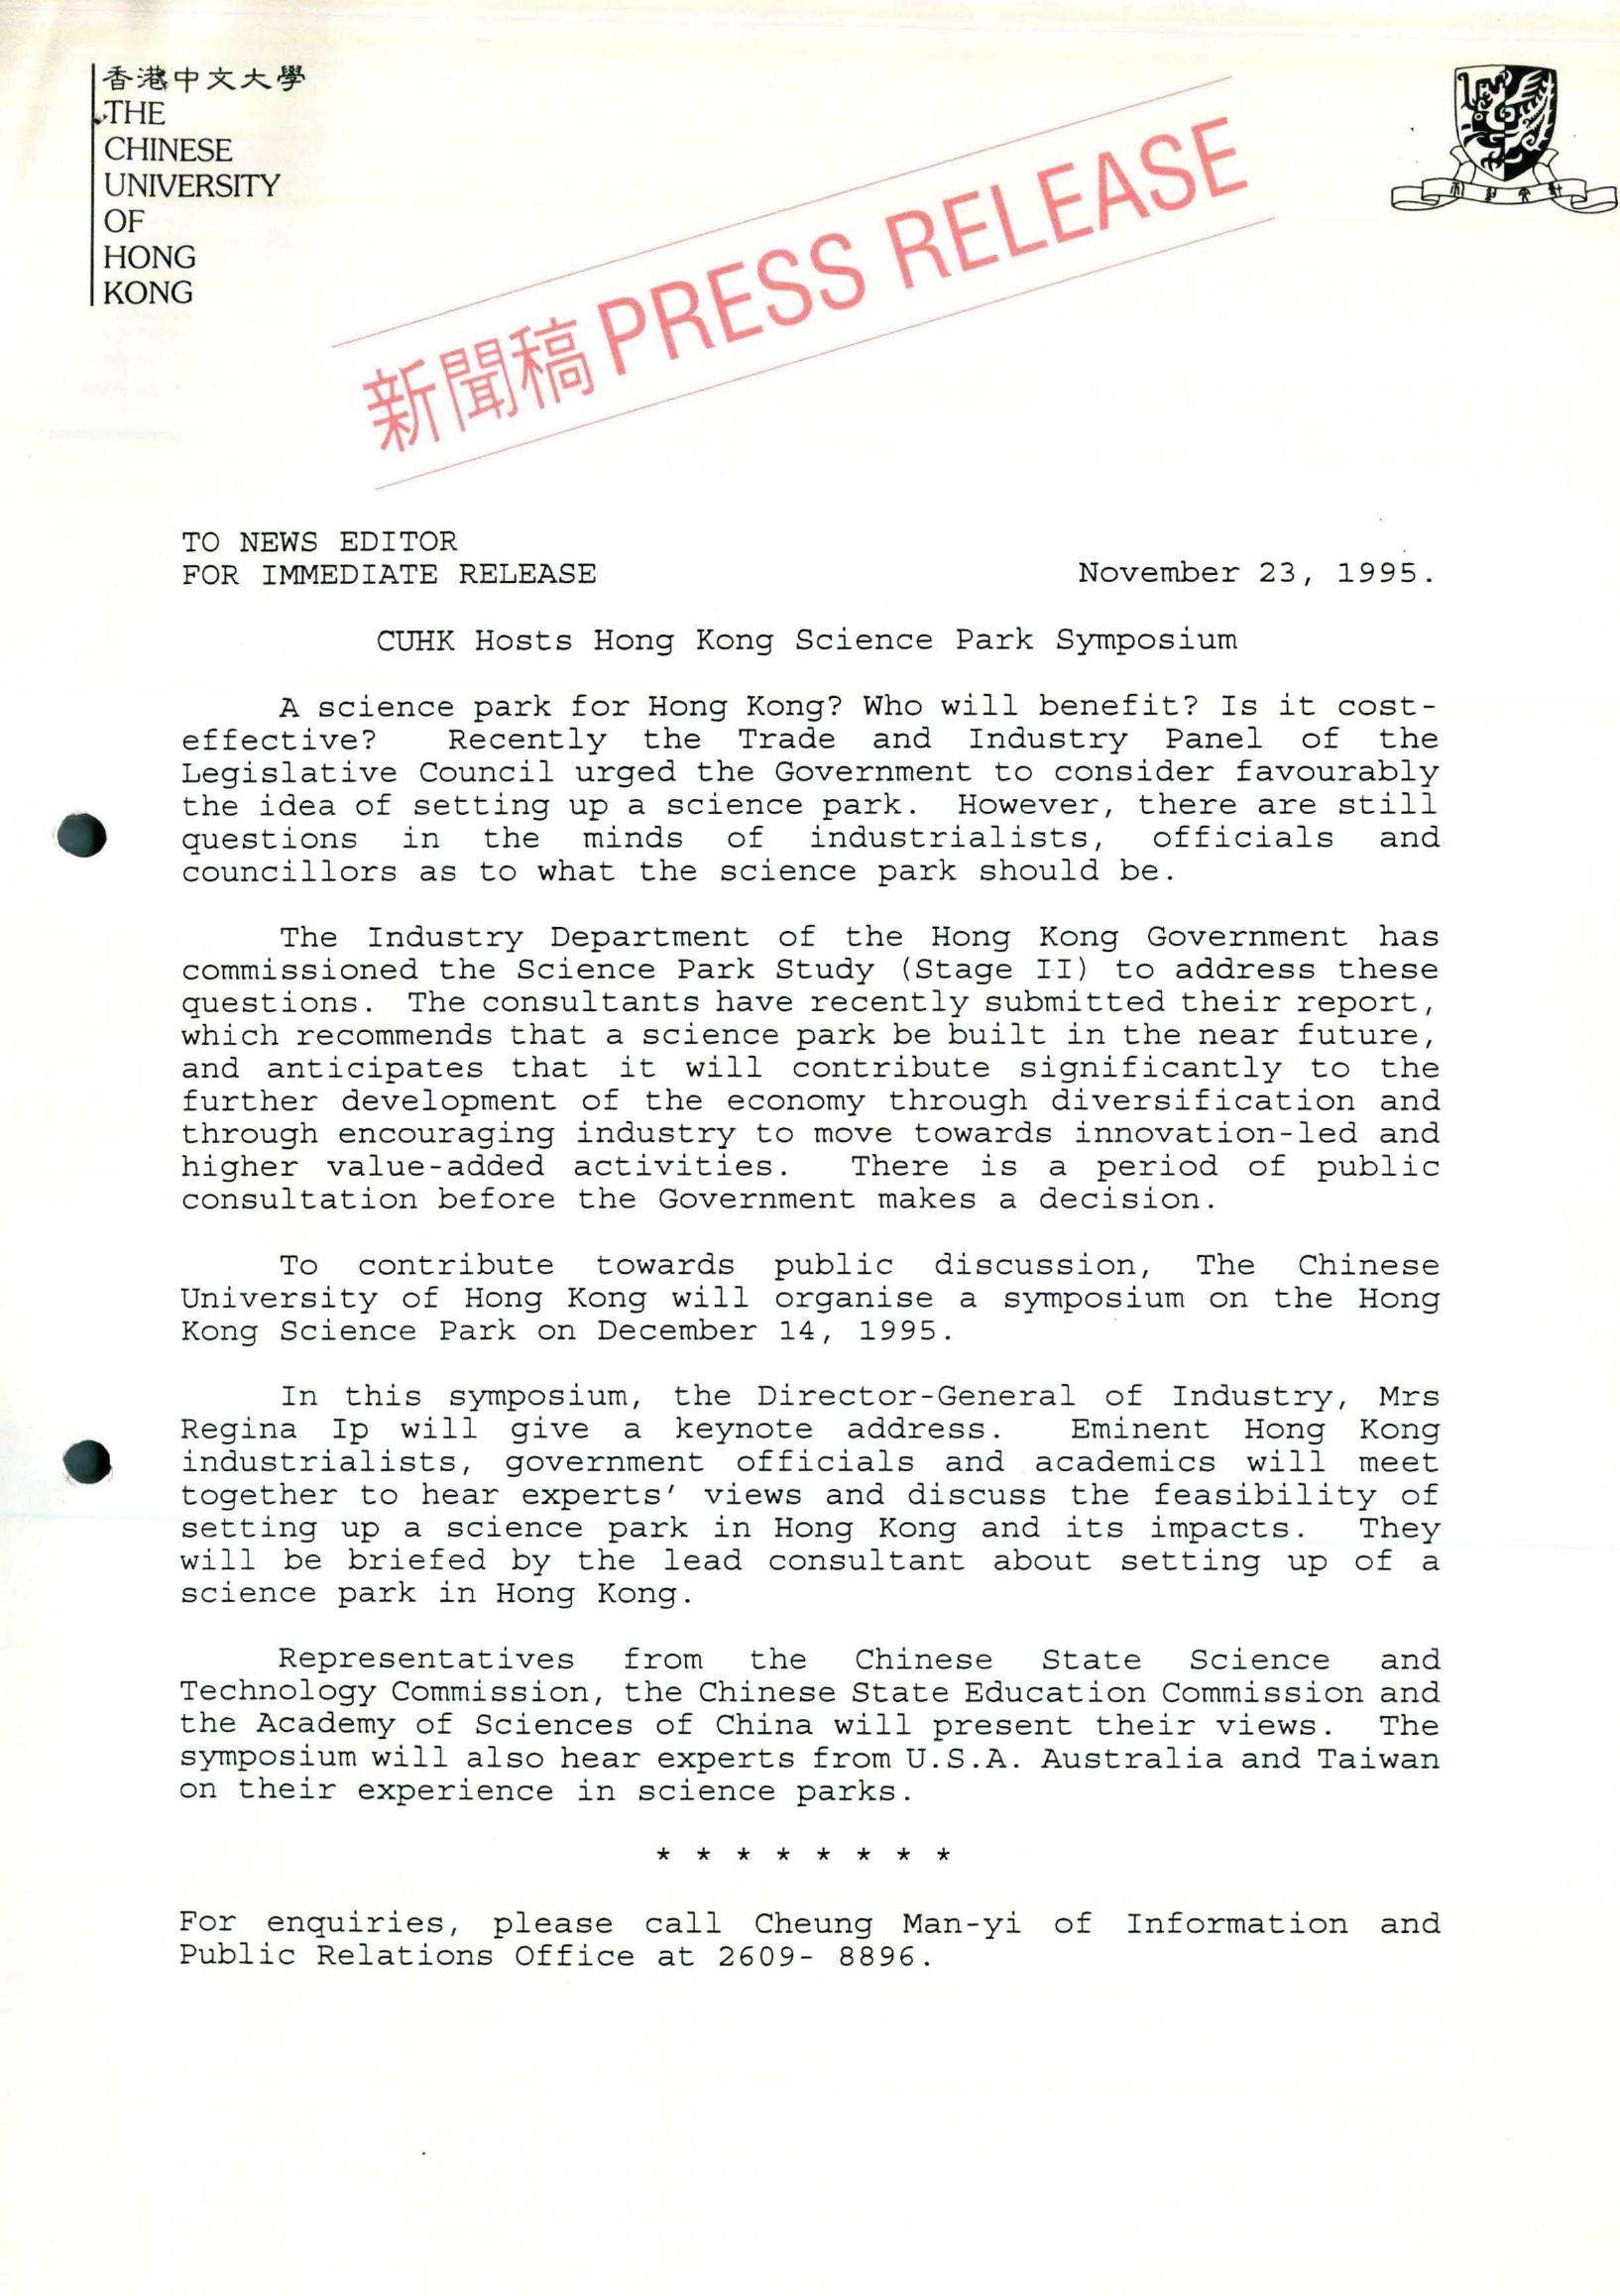 香港中文大學
THE
CHINESE
UNIVERSITY
OF
HONG
KONG
新聞稿 PRESS RELEASE
TO NEWS EDITOR
FOR IMMEDIATE RELEASE November 23, 1995.
CUHK Hosts Hong Kong Science Park Symposium
A science park for Hong Kong? Who will benefit? Is it cost-
effective? Recently the Trade and Industry Panel of the
Legislative Council urged the Government to consider favourably
the idea of setting up a science park. However, there are still
questions in the minds of industrialists, officials and
councillors as to what the science park should be.
The Industry Department of the Hong Kong Government has
commissioned the Science Park Study (Stage II) to address these
questions. The consultants have recently submitted their report,
which recommends that a science park be built in the near future,
and anticipates that it will contribute significantly to the
further development of the economy through diversification and
through encouraging industry to move towards innovation-led and
higher value-added activities. There is a period of public
consultation before the Government makes a decision.
To contribute towards public discussion, The Chinese
University of Hong Kong will organise a symposium on the Hong
Kong Science Park on December 14, 1995.
In this symposium, the Director-General of Industry, Mrs
Regina Ip will give a keynote address. Eminent Hong Kong
industrialists, government officials and academics will meet
together to hear experts' views and discuss the feasibility of
setting up a science park in Hong Kong and its impacts. They
will be briefed by the lead consultant about setting up of a
science park in Hong Kong.
Representatives from the Chinese State Science and
Technology Commission, the Chinese State Education Commission and
the Academy of Sciences of China will present their views. The
symposium will also hear experts from U.S.A. Australia and Taiwan
on their experience in science parks.
* * * * * * * *
For enquiries, please call Cheung Man-yi of Information and
Public Relations Office at 2609- 8896.